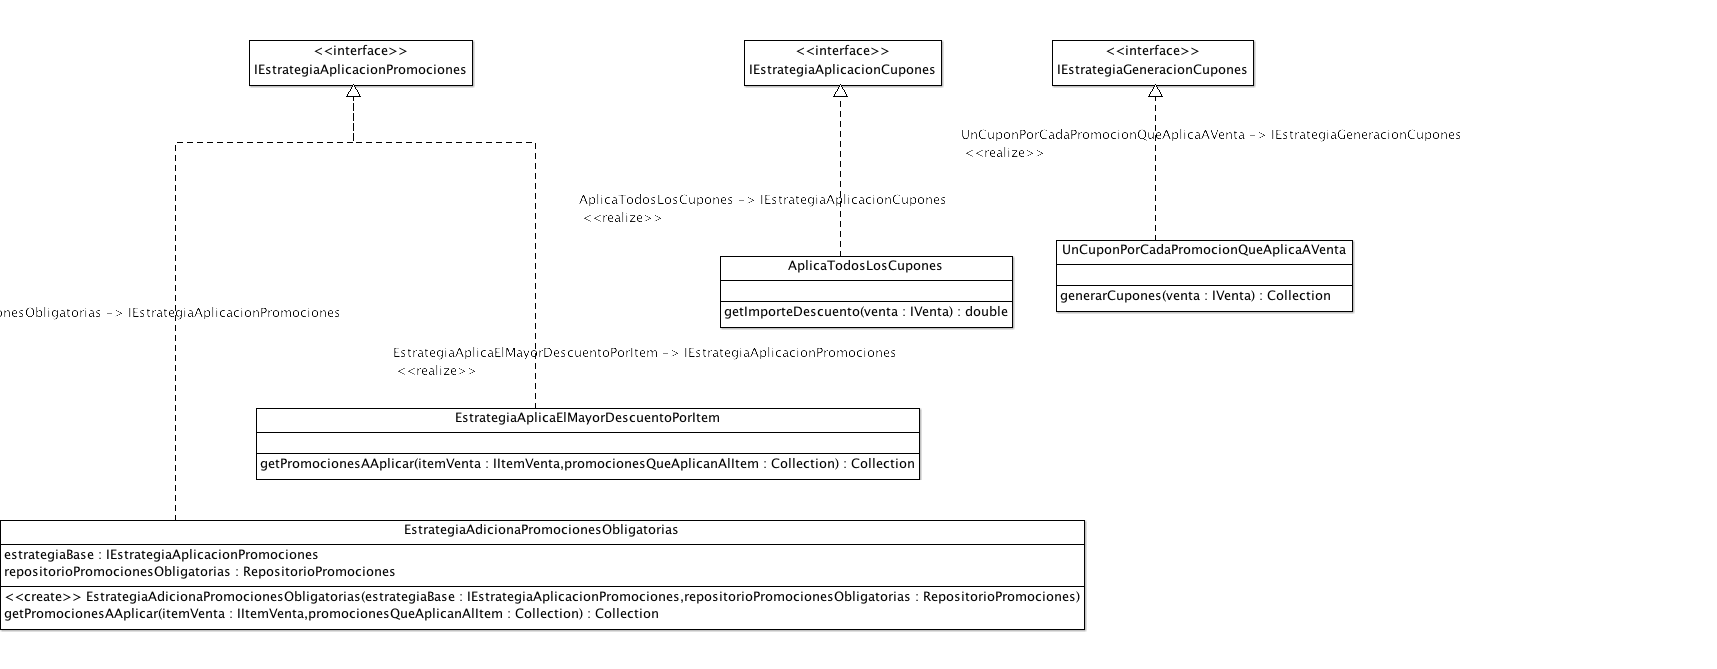 <<interface>>
IEstrategiaAplicacionPromociones
<<interface>>
IEstrategiaAplicacionCupones
<<interface>>
IEstrategiaGeneracionCupones
UnCuponPorCadaPromocionQueAplicaAVenta -> IEstrategiaGeneracionCupones
<<realize>>
AplicaTodosLosCupones -> IEstrategiaAplicacionCupones
<<realize>>
UnCuponPorCadaPromocionQueAplicaAVenta
generarCupones(venta : IVenta) : Collection
AplicaTodosLosCupones
getImporteDescuento(venta : IVenta) : double
onesObligatorias -> IEstrategiaAplicacionPromociones
EstrategiaAplicaElMayorDescuentoPorItem -> IEstrategiaAplicacionPromociones
<<realize>>
EstrategiaAplicaElMayorDescuentoPorItem
getPromocionesAAplicar(itemVenta : IItemVenta,promocionesQueAplicanAlItem : Collection) : Collection
EstrategiaAdicionaPromocionesObligatorias
estrategiaBase : IEstrategiaAplicacionPromociones
repositorioPromocionesObligatorias : RepositorioPromociones
<<create>> EstrategiaAdicionaPromocionesObligatorias(estrategiaBase : IEstrategiaAplicacionPromociones,repositorioPromocionesObligatorias : RepositorioPromociones)
getPromocionesAAplicar(itemVenta : IItemVenta,promocionesQueAplicanAlItem : Collection) : Collection